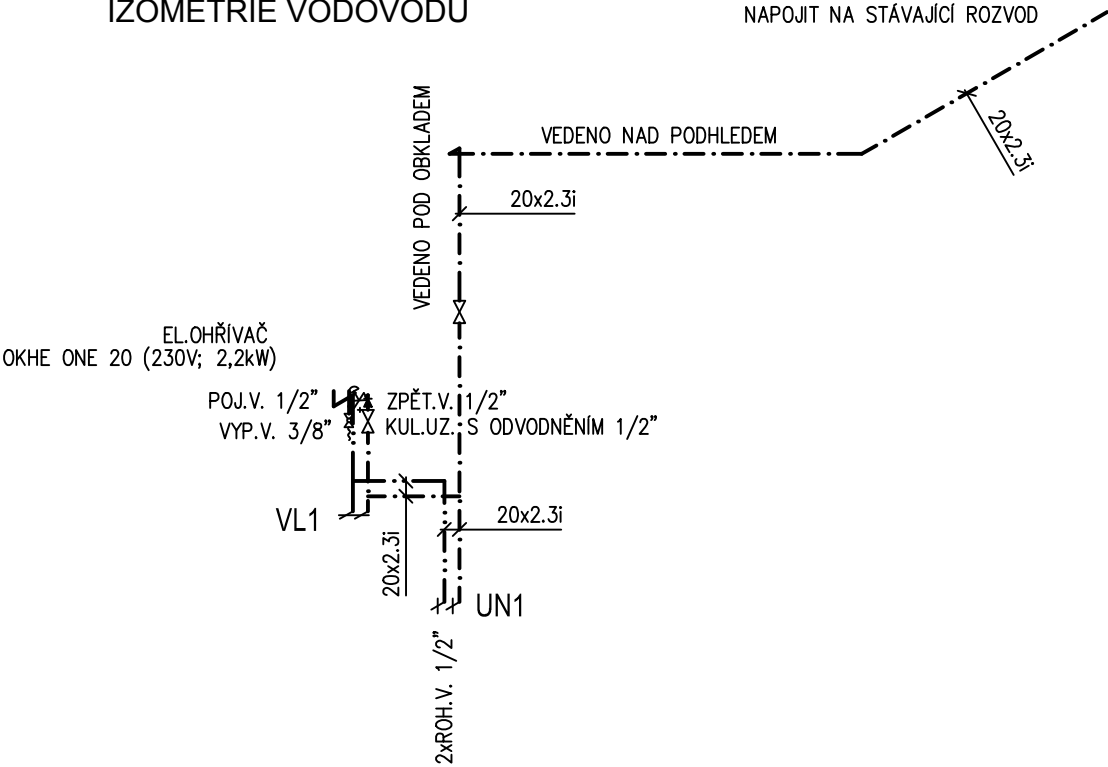 IZOMETRIE VODOVODU
NAPOJIT NA STÁVAJÍCÍ ROZVOD
VEDENO POD OBKLADEM
VEDENO NAD PODHLEDEM
20x2.3i
20x2.3i
EL.OHŘÍVAČ
OKHE ONE 20 (230V; 2,2kW)
POJ.V. 1/2”
ZPĚT.V. 1/2”
VYP.V. 3/8”
KUL.UZ. S ODVODNĚNÍM 1/2”
VL1
20x2.3i
20x2.3i
UN1
2xROH.V. 1/2”